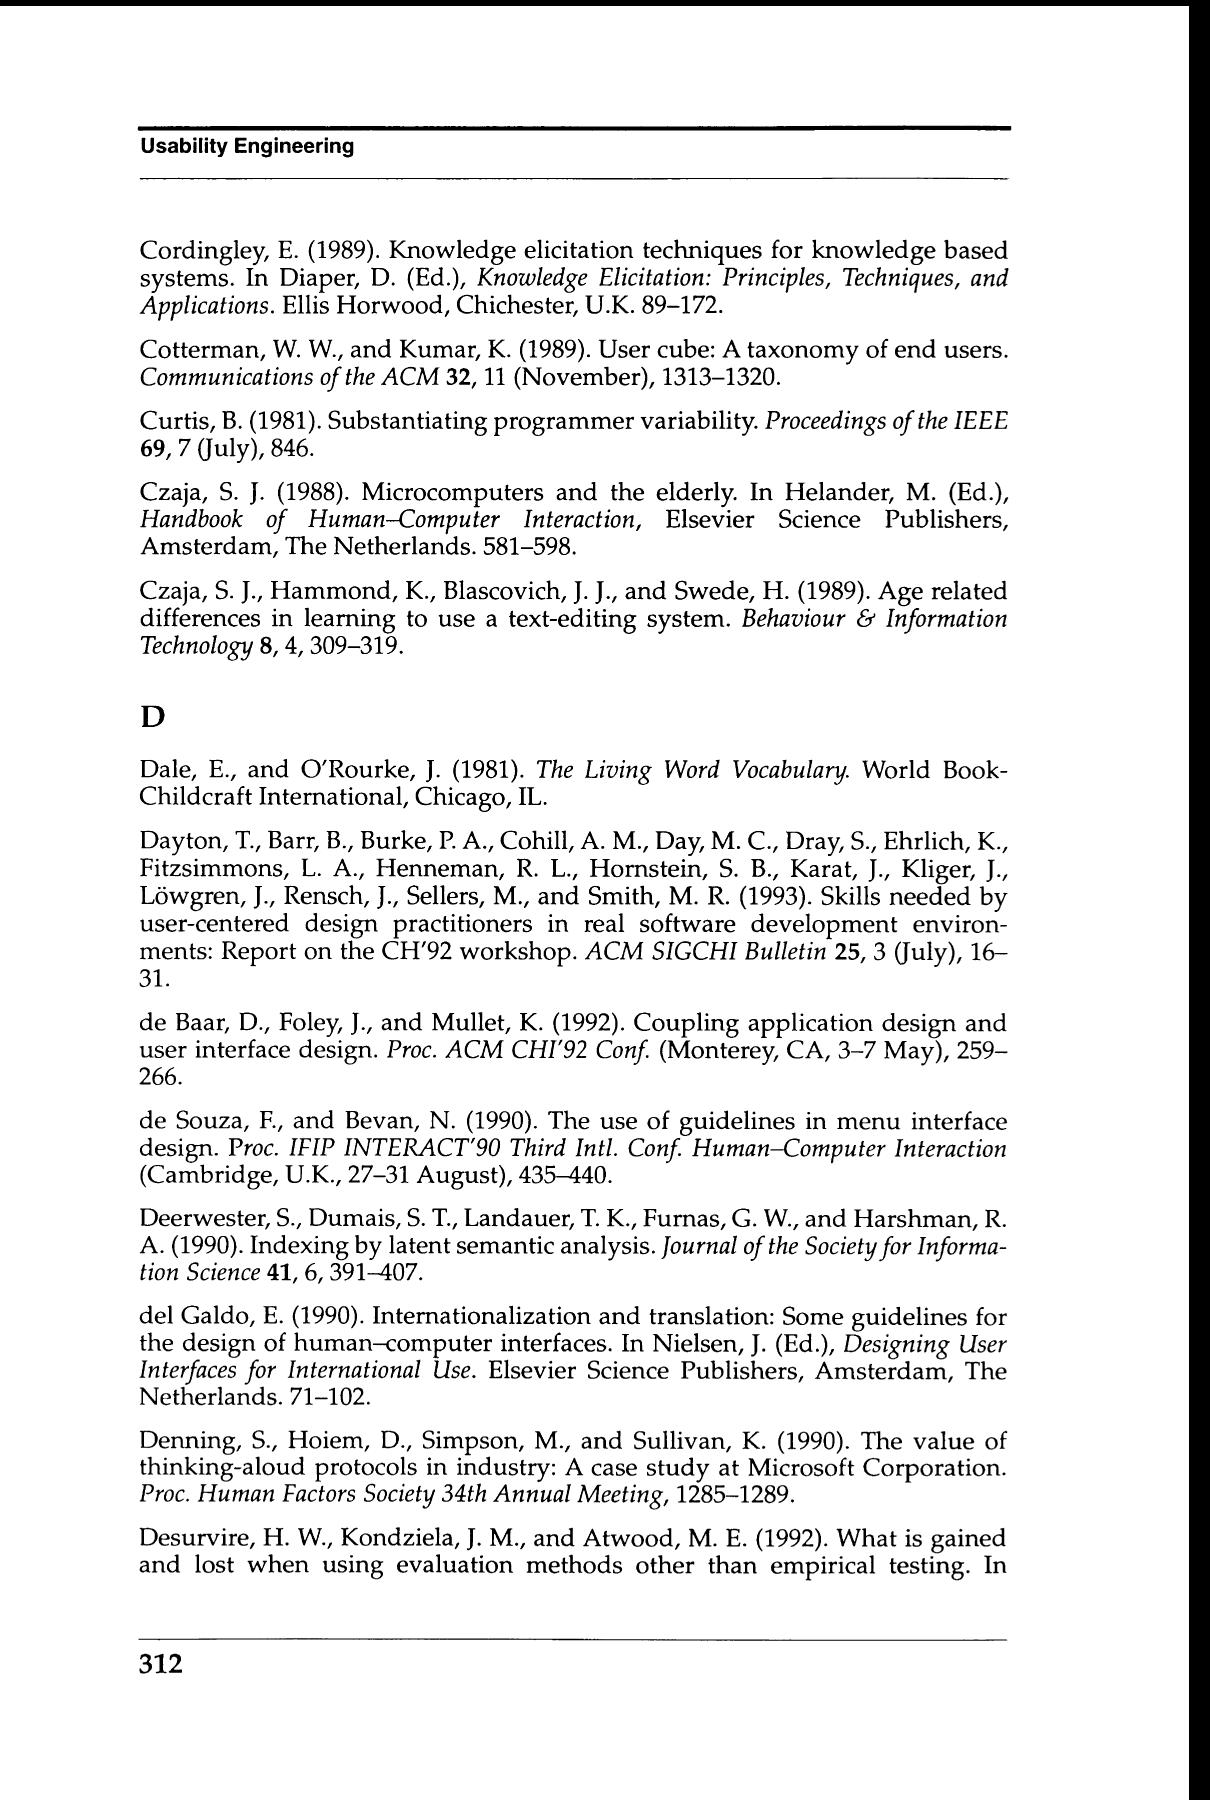 Usability Engineering
Cordingley, E. (1989). Knowledge elicitation techniques for knowledge based
systems. In Diaper, D. (Ed.), Knowledge Elicitation: Principles, Techniques, and
Applications. Ellis Horwood, Chichester, U.K. 89–172.
Cotterman, W. W., and Kumar, K. (1989). User cube: A taxonomy of end users.
Communications of the ACM 32, 11 (November), 1313–1320.
Curtis, B. (1981). Substantiating programmer variability. Proceedings of the IEEE
69, 7 (July), 846.
Czaja, S. J. (1988). Microcomputers and the elderly. In Helander, M. (Ed.),
Handbook of Human–Computer Interaction, Elsevier Science Publishers,
Amsterdam, The Netherlands. 581–598.
Czaja, S. J., Hammond, K., Blascovich, J. J., and Swede, H. (1989). Age related
differences in learning to use a text-editing system. Behaviour & Information
Technology 8, 4, 309–319.
D
Dale, E., and O'Rourke, J. (1981). The Living Word Vocabulary. World Book-
Childcraft International, Chicago, IL.
Dayton, T., Barr, B., Burke, P. A., Cohill, A. M., Day, M. C., Dray, S., Ehrlich, K.,
Fitzsimmons, L. A., Henneman, R. L., Hornstein, S. B., Karat, J., Kliger, J.,
Löwgren, J., Rensch, J., Sellers, M., and Smith, M. R. (1993). Skills needed by
user-centered design practitioners in real software development environ-
ments: Report on the CH'92 workshop. ACM SIGCHI Bulletin 25, 3 (July), 16–
31.
de Baar, D., Foley, J., and Mullet, K. (1992). Coupling application design and
user interface design. Proc. ACM CHI'92 Conf. (Monterey, CA, 3–7 May), 259–
266.
de Souza, F., and Bevan, N. (1990). The use of guidelines in menu interface
design. Proc. IFIP INTERACT'90 Third Intl. Conf. Human–Computer Interaction
(Cambridge, U.K., 27–31 August), 435–440.
Deerwester, S., Dumais, S. T., Landauer, T. K., Furnas, G. W., and Harshman, R.
A. (1990). Indexing by latent semantic analysis. Journal of the Society for Informa-
tion Science 41, 6, 391–407.
del Galdo, E. (1990). Internationalization and translation: Some guidelines for
the design of human–computer interfaces. In Nielsen, J. (Ed.), Designing User
Interfaces for International Use. Elsevier Science Publishers, Amsterdam, The
Netherlands. 71–102.
Denning, S., Hoiem, D., Simpson, M., and Sullivan, K. (1990). The value of
thinking-aloud protocols in industry: A case study at Microsoft Corporation.
Proc. Human Factors Society 34th Annual Meeting, 1285–1289.
Desurvire, H. W., Kondziela, J. M., and Atwood, M. E. (1992). What is gained
and lost when using evaluation methods other than empirical testing. In
312